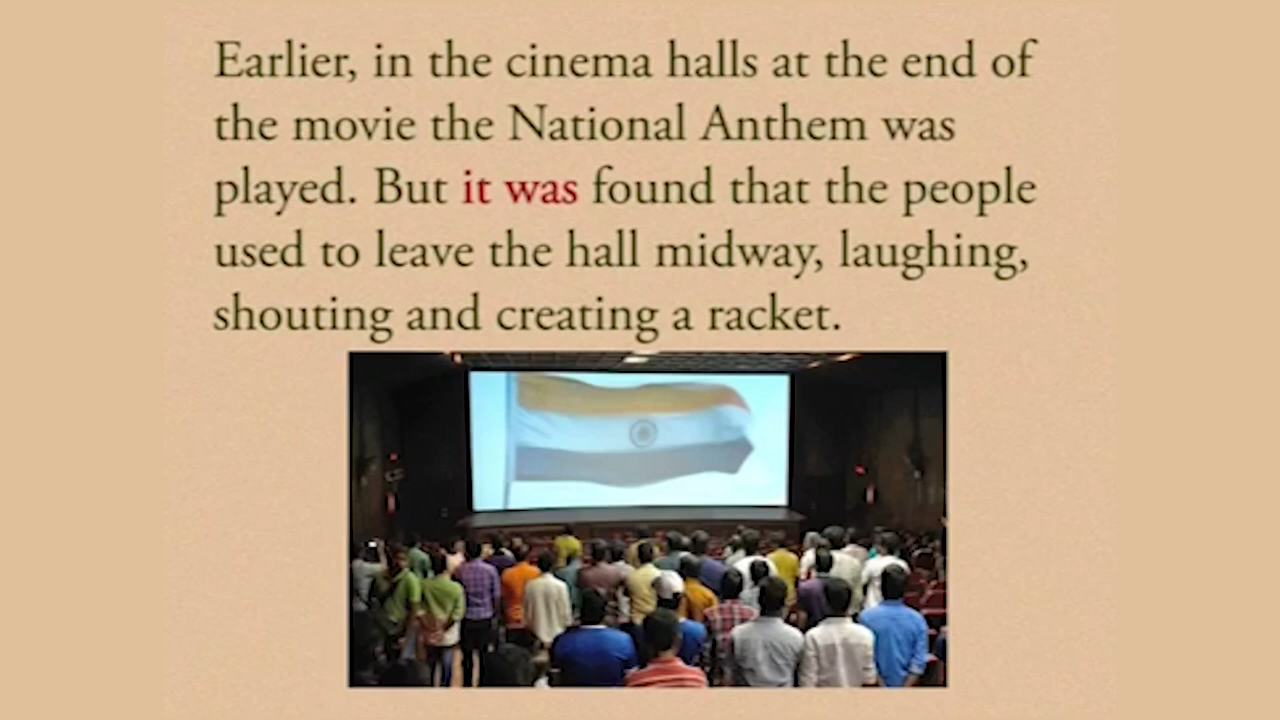 Earlier, in the cinema halls at the end of
the movie the National Anthem was
played. But it was found that the people
used to leave the hall midway, laughing,
shouting and creating a racket.